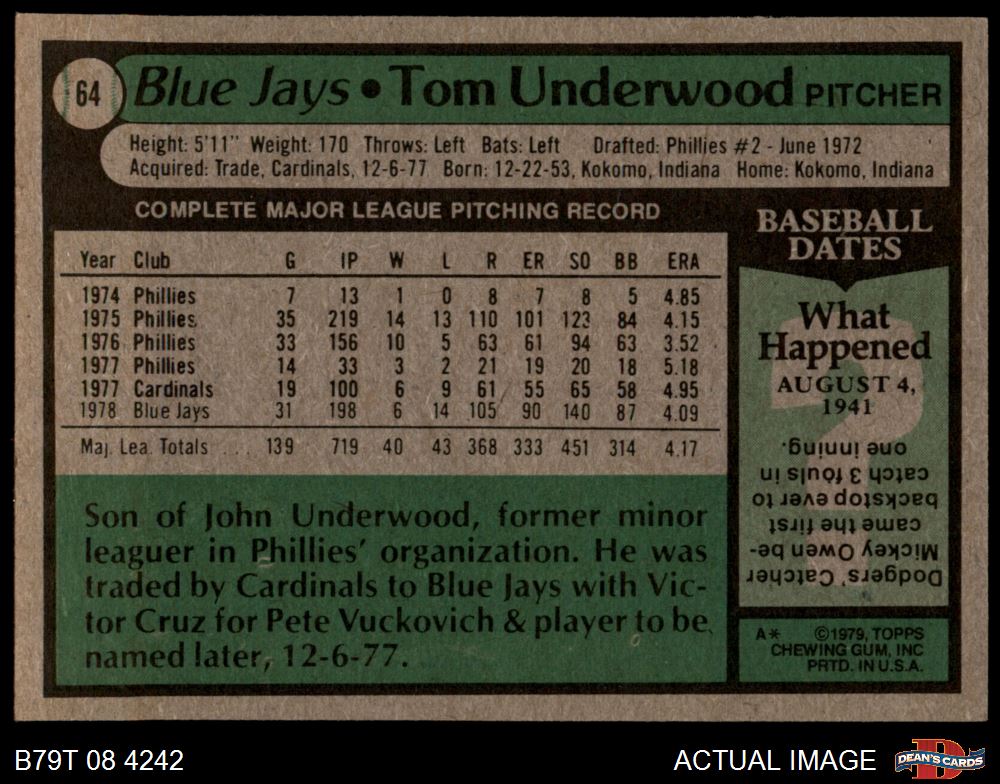 64 Blue Jays • Tom Underwood PITCHER
Height: 5'11" Weight: 170 Throws: Left Bats: Left Drafted: Phillies #2 - June 1972
Acquired: Trade, Cardinals, 12-6-77 Born: 12-22-53, Kokomo, Indiana Home: Kokomo, Indiana
COMPLETE MAJOR LEAGUE PITCHING RECORD
Year Club G IP W L R ER SO BB ERA
1974 Phillies 7 13 1 0 8 7 8 5 4.85
1975 Phillies 35 219 14 13 110 101 123 84 4.15
1976 Phillies 33 156 10 5 63 61 94 63 3.52
1977 Phillies 14 33 3 2 21 19 20 18 5.18
1977 Cardinals 19 100 6 9 61 55 65 58 4.95
1978 Blue Jays 31 198 6 14 105 90 140 87 4.09
Maj. Lea. Totals . . . 139 719 40 43 368 333 451 314 4.17
Son of John Underwood, former minor
leaguer in Phillies' organization. He was
traded by Cardinals to Blue Jays with Vic-
tor Cruz for Pete Vuckovich & player to be
named later, 12-6-77.
BASEBALL
DATES
What
Happened
AUGUST 4,
1941
Dodgers' Catcher
Mickey Owen be-
came the first
backstop ever to
catch 3 fouls in
one inning.
A* ©1979, TOPPS
CHEWING GUM, INC
PRTD. IN U.S.A.
B79T 08 4242
ACTUAL IMAGE
DEAN'S CARDS